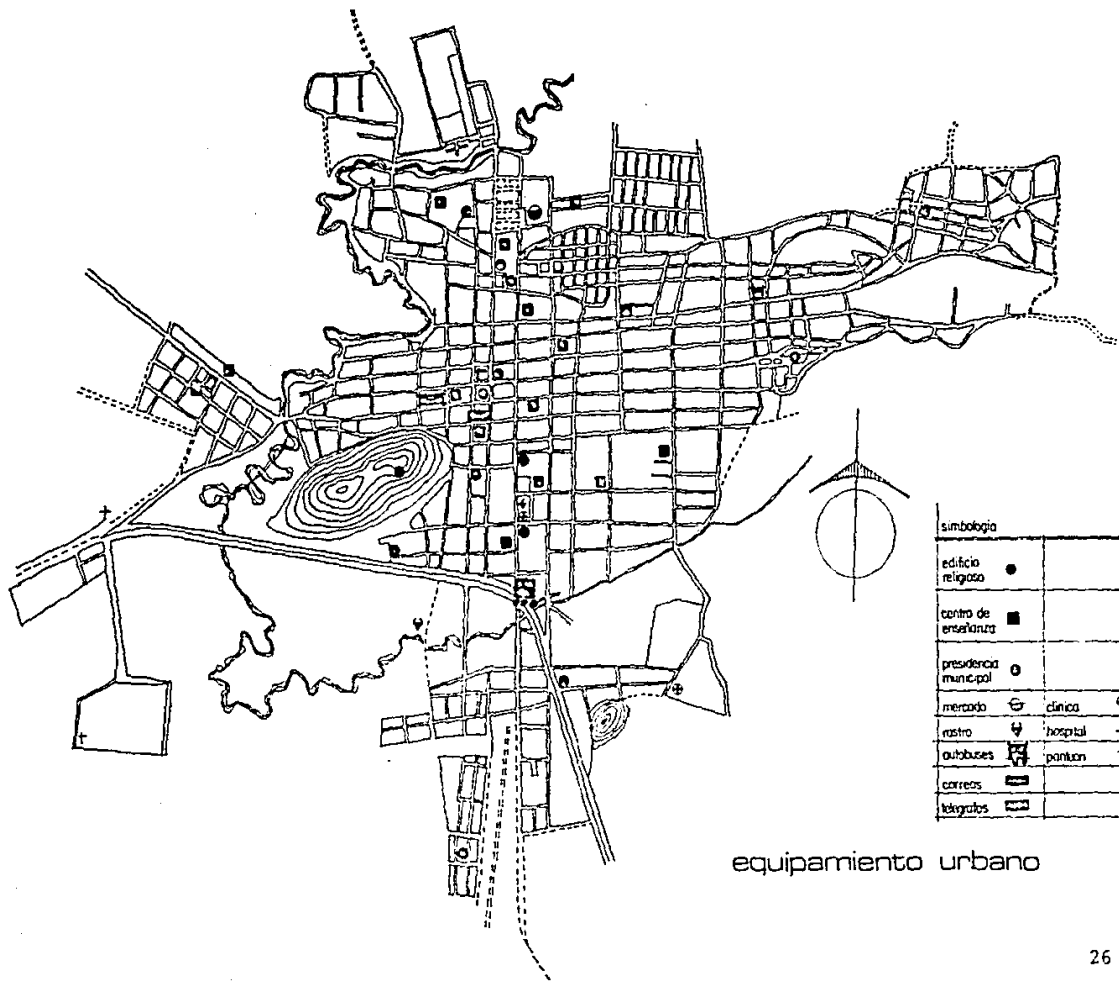 simbologia
edificio
religioso
centro de
enseñanza
presidencia
municipal
mercado clinica
rastro hospital
autobuses panteon
correos
telegrafos
equipamiento urbano
26